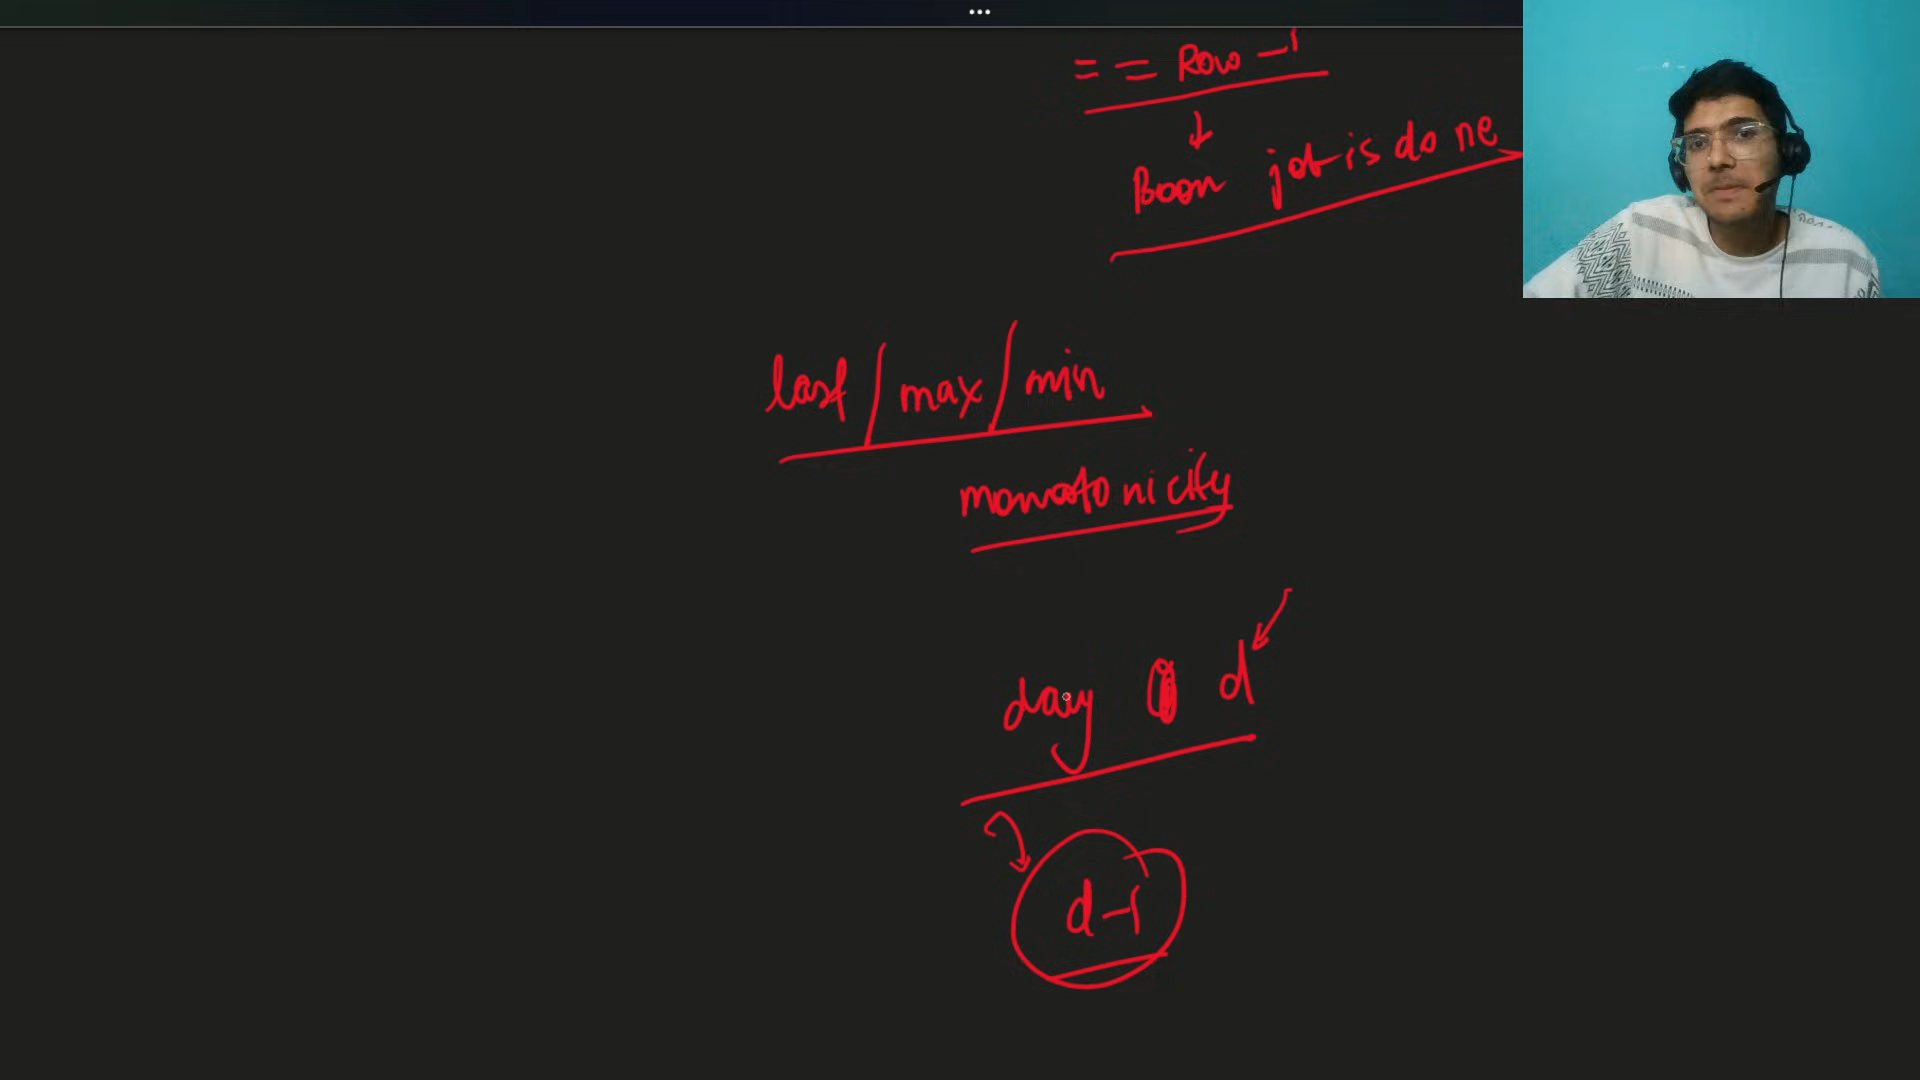 = = Row - 1
Boom job is done
last / max / min
monotonicity
day d
d-1